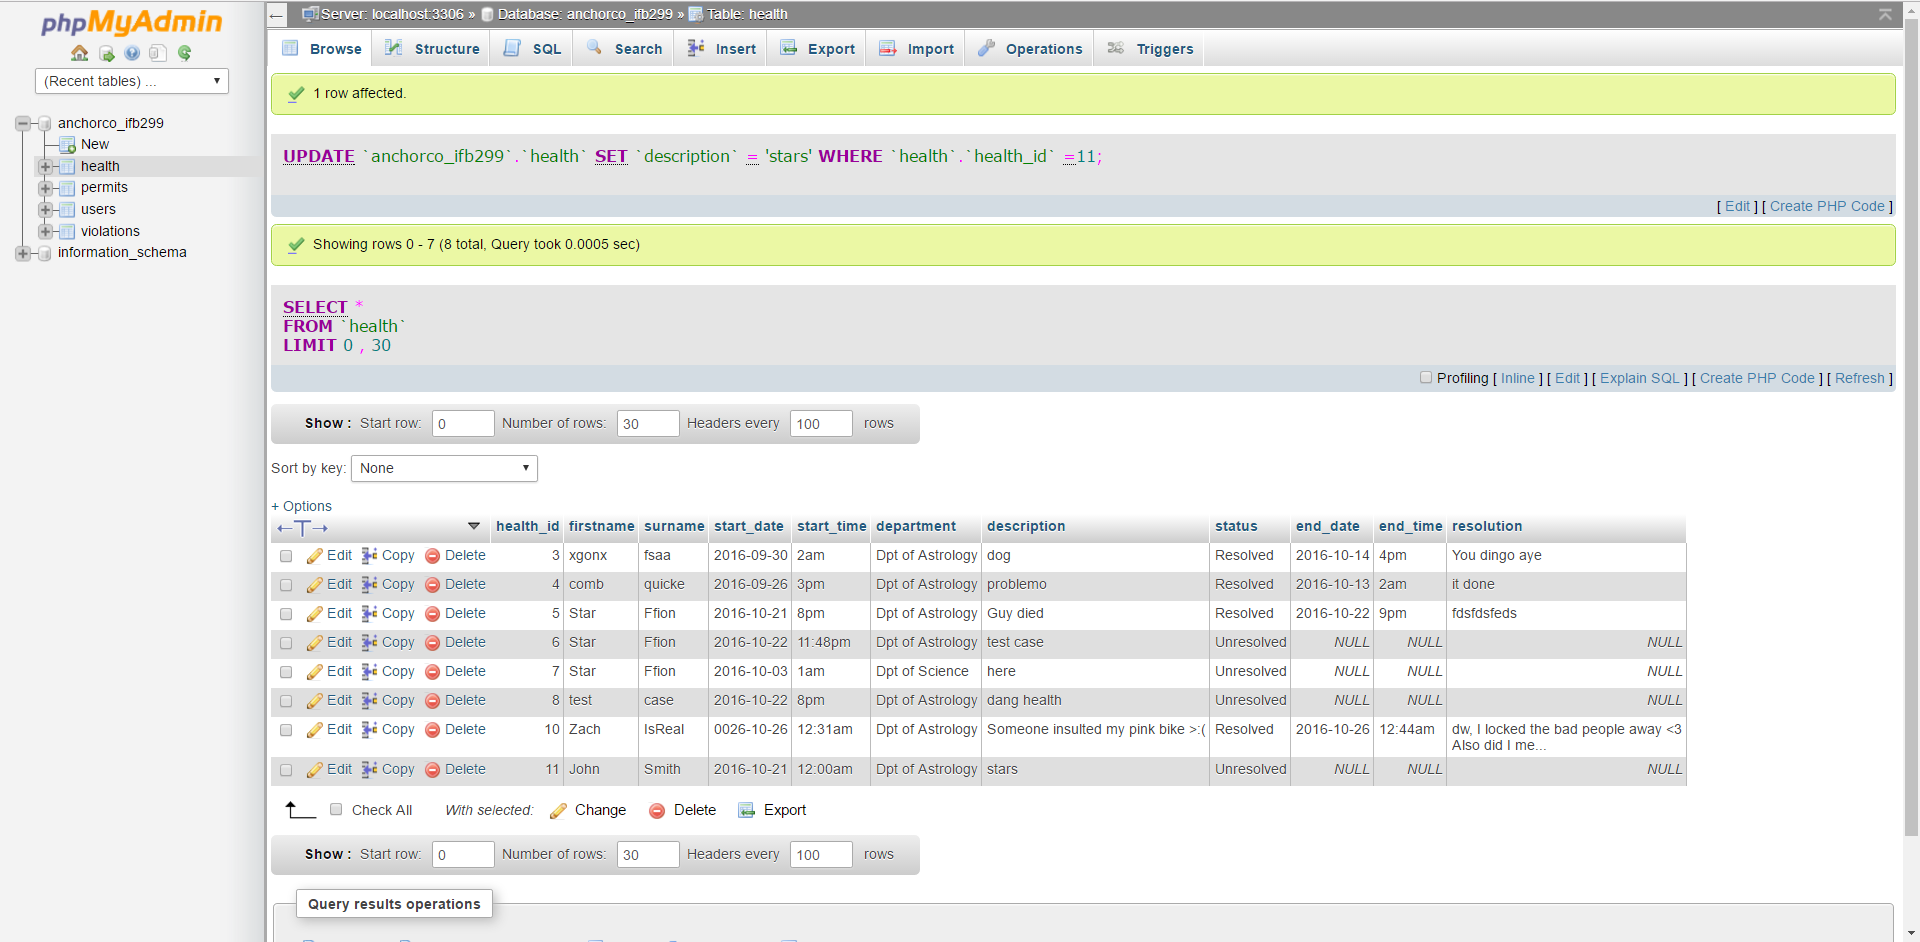 phpMyAdmin
(Recent tables) ...
anchorco_ifb299
New
health
permits
users
violations
information_schema
Server: localhost:3306 » Database: anchorco_ifb299 » Table: health
Browse Structure SQL Search Insert Export Import Operations Triggers
1 row affected.
UPDATE `anchorco_ifb299`.`health` SET `description` = 'stars' WHERE `health`.`health_id` =11;
[ Edit ] [ Create PHP Code ]
Showing rows 0 - 7 (8 total, Query took 0.0005 sec)
SELECT *
FROM `health`
LIMIT 0 , 30
Profiling [ Inline ] [ Edit ] [ Explain SQL ] [ Create PHP Code ] [ Refresh ]
Show : Start row: 0 Number of rows: 30 Headers every 100 rows
Sort by key: None
+ Options
←T→ health_id firstname surname start_date start_time department description status end_date end_time resolution
Edit Copy Delete 3 xgonx fsaa 2016-09-30 2am Dpt of Astrology dog Resolved 2016-10-14 4pm You dingo aye
Edit Copy Delete 4 comb quicke 2016-09-26 3pm Dpt of Astrology problemo Resolved 2016-10-13 2am it done
Edit Copy Delete 5 Star Ffion 2016-10-21 8pm Dpt of Astrology Guy died Resolved 2016-10-22 9pm fdsfdsfeds
Edit Copy Delete 6 Star Ffion 2016-10-22 11:48pm Dpt of Astrology test case Unresolved NULL NULL NULL
Edit Copy Delete 7 Star Ffion 2016-10-03 1am Dpt of Science here Unresolved NULL NULL NULL
Edit Copy Delete 8 test case 2016-10-22 8pm Dpt of Astrology dang health Unresolved NULL NULL NULL
Edit Copy Delete 10 Zach IsReal 0026-10-26 12:31am Dpt of Astrology Someone insulted my pink bike >:( Resolved 2016-10-26 12:44am dw, I locked the bad people away <3
Also did I me...
Edit Copy Delete 11 John Smith 2016-10-21 12:00am Dpt of Astrology stars Unresolved NULL NULL NULL
Check All With selected: Change Delete Export
Show : Start row: 0 Number of rows: 30 Headers every 100 rows
Query results operations